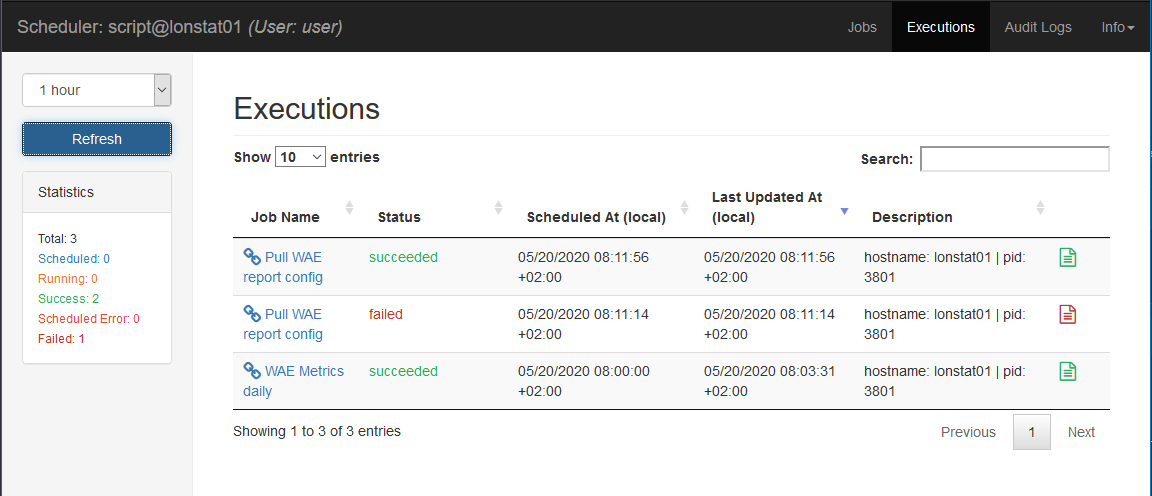 Scheduler: script@lonstat01 (User: user)
Jobs Executions Audit Logs Info
1 hour
Refresh
Statistics
Total: 3
Scheduled: 0
Running: 0
Success: 2
Scheduled Error: 0
Failed: 1
Executions
Show 10 entries
Search:
Job Name Status Scheduled At (local) Last Updated At (local) Description
Pull WAE report config succeeded 05/20/2020 08:11:56 +02:00 05/20/2020 08:11:56 +02:00 hostname: lonstat01 | pid: 3801
Pull WAE report config failed 05/20/2020 08:11:14 +02:00 05/20/2020 08:11:14 +02:00 hostname: lonstat01 | pid: 3801
WAE Metrics daily succeeded 05/20/2020 08:00:00 +02:00 05/20/2020 08:03:31 +02:00 hostname: lonstat01 | pid: 3801
Showing 1 to 3 of 3 entries
Previous 1 Next